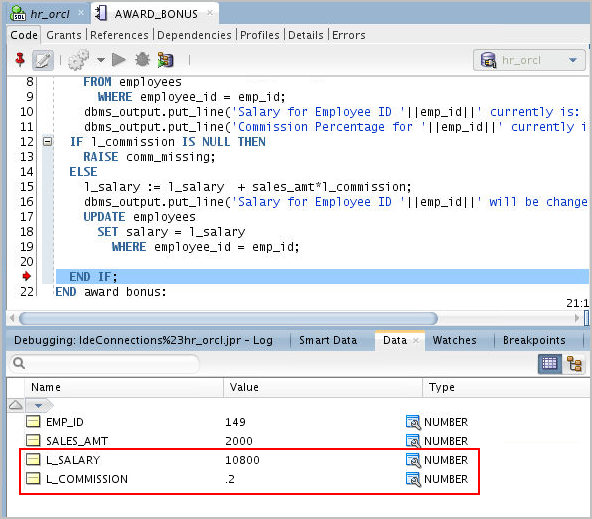 hr_orcl AWARD_BONUS
Code Grants References Dependencies Profiles Details Errors
hr_orcl
8 FROM employees
9 WHERE employee_id = emp_id;
10 dbms_output.put_line('Salary for Employee ID '||emp_id||' currently is:
11 dbms_output.put_line('Commission Percentage for '||emp_id||' currently i
12 IF l_commission IS NULL THEN
13 RAISE comm_missing;
14 ELSE
15 l_salary := l_salary + sales_amt*l_commission;
16 dbms_output.put_line('Salary for Employee ID '||emp_id||' will be change
17 UPDATE employees
18 SET salary = l_salary
19 WHERE employee_id = emp_id;
20
END IF;
22 END award bonus:
21:1
Debugging: IdeConnections%23hr_orcl.jpr - Log Smart Data Data Watches Breakpoints
Name Value Type
EMP_ID 149 NUMBER
SALES_AMT 2000 NUMBER
L_SALARY 10800 NUMBER
L_COMMISSION .2 NUMBER